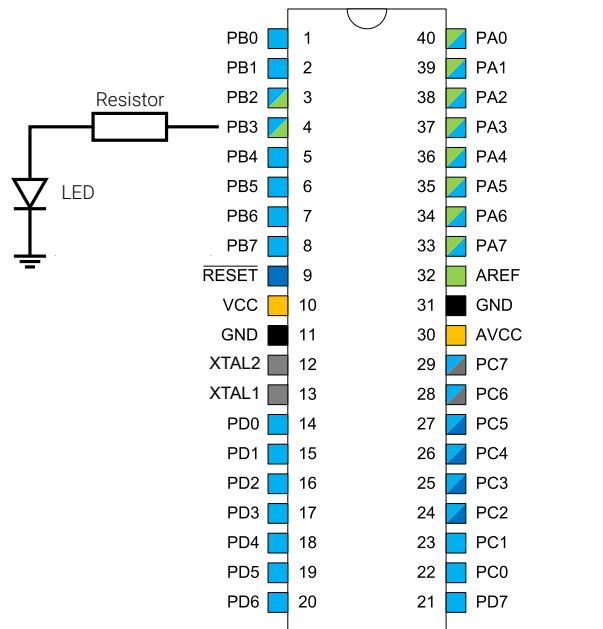 PB0 1 40 PA0
PB1 2 39 PA1
PB2 3 38 PA2
Resistor
PB3 4 37 PA3
PB4 5 36 PA4
PB5 6 35 PA5
LED
PB6 7 34 PA6
PB7 8 33 PA7
RESET 9 32 AREF
VCC 10 31 GND
GND 11 30 AVCC
XTAL2 12 29 PC7
XTAL1 13 28 PC6
PD0 14 27 PC5
PD1 15 26 PC4
PD2 16 25 PC3
PD3 17 24 PC2
PD4 18 23 PC1
PD5 19 22 PC0
PD6 20 21 PD7